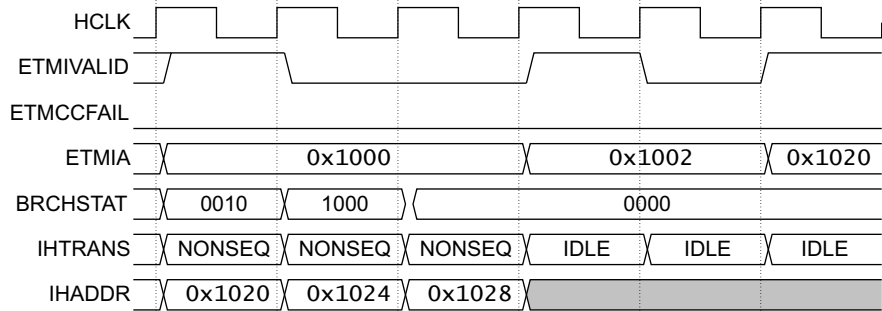 HCLK
ETMIVALID
ETMCCFAIL
ETMIA 0x1000 0x1002 0x1020
BRCHSTAT 0010 1000 0000
IHTRANS NONSEQ NONSEQ NONSEQ IDLE IDLE IDLE
IHADDR 0x1020 0x1024 0x1028